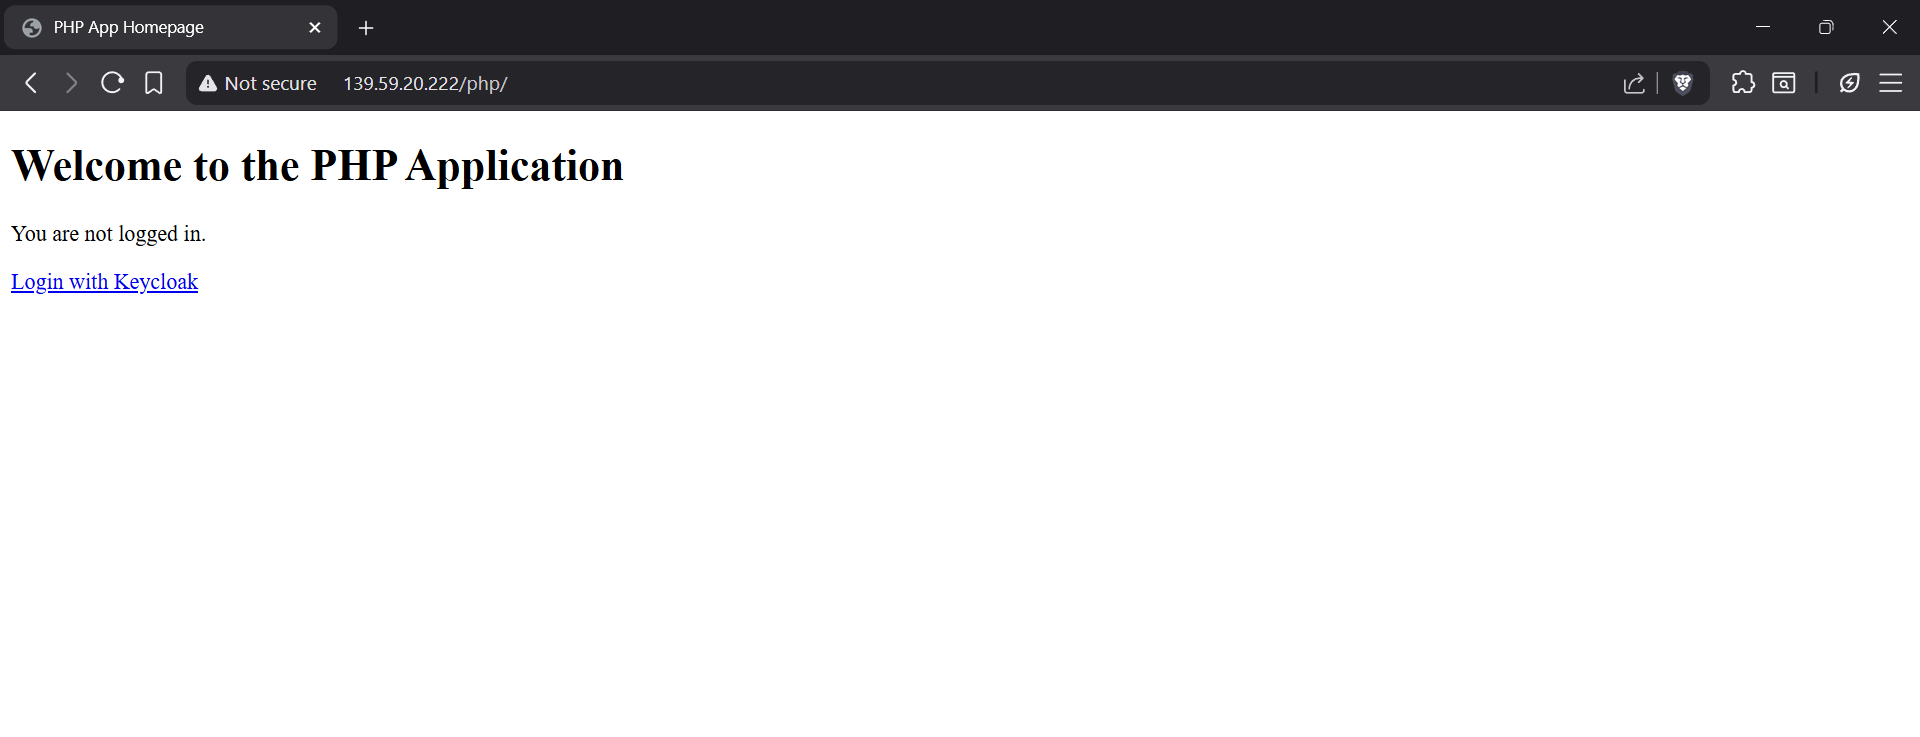 PHP App Homepage
Not secure 139.59.20.222/php/
Welcome to the PHP Application
You are not logged in.
Login with Keycloak